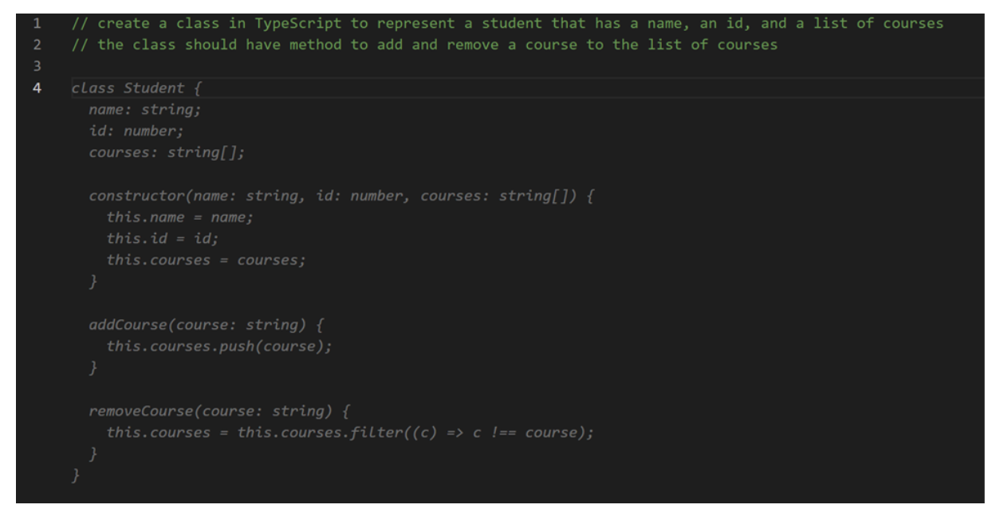 1 // create a class in TypeScript to represent a student that has a name, an id, and a list of courses
2 // the class should have method to add and remove a course to the list of courses
3
4 class Student {
name: string;
id: number;
courses: string[];
constructor(name: string, id: number, courses: string[]) {
this.name = name;
this.id = id;
this.courses = courses;
}
addCourse(course: string) {
this.courses.push(course);
}
removeCourse(course: string) {
this.courses = this.courses.filter((c) => c !== course);
}
}